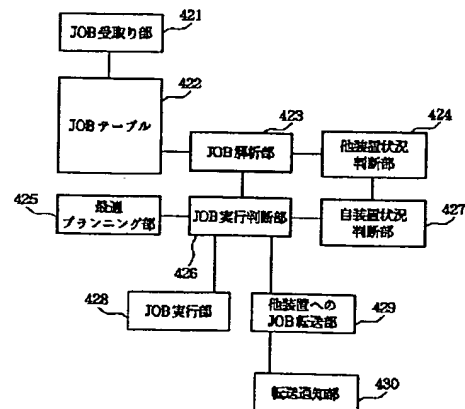 JOB受取り部
421
422
JOBテーブル
423
JOB解析部
424
他装置状況
判断部
425
最適
プランニング部
JOB実行判断部
426
自装置状況
判断部
427
428
JOB実行部
他装置への
JOB転送部
429
転送通知部
430